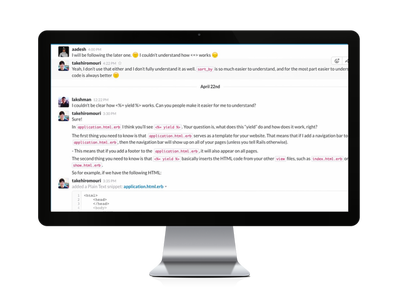 aadesh 4:09 PM
I will be following the later one. I couldn't understand how <+> works
takehiromouri 4:22 PM
Yeah, I don't use that either and I don't fully understand it as well. sort_by is so much easier to understand, and for the most part easier to understand
code is always better
April 22nd
lakshman 12:33 PM
I couldn't be clear how <%= yield %> works. Can you people make it easier for me to understand?
takehiromouri 5:35 PM
Sure!
In application.html.erb I think you'll see <%= yield %>. Your question is, what does this "yield" do and how does it work, right?
The first thing you need to know is that application.html.erb serves as a template for your website. That means that if I add a navigation bar to
application.html.erb, then the navigation bar will show up on all of your pages (unless you tell Rails otherwise).
- This means that if you add a footer to the application.html.erb, it will also appear on all pages.
The second thing you need to know is that <%= yield %> basically inserts the HTML code from your other view files, such as index.html.erb or
show.html.erb.
So for example, if we have the following HTML:
takehiromouri 5:37 PM
added a Plain Text snippet: application.html.erb
1 <html>
2 <head>
3 </head>
4 <body>